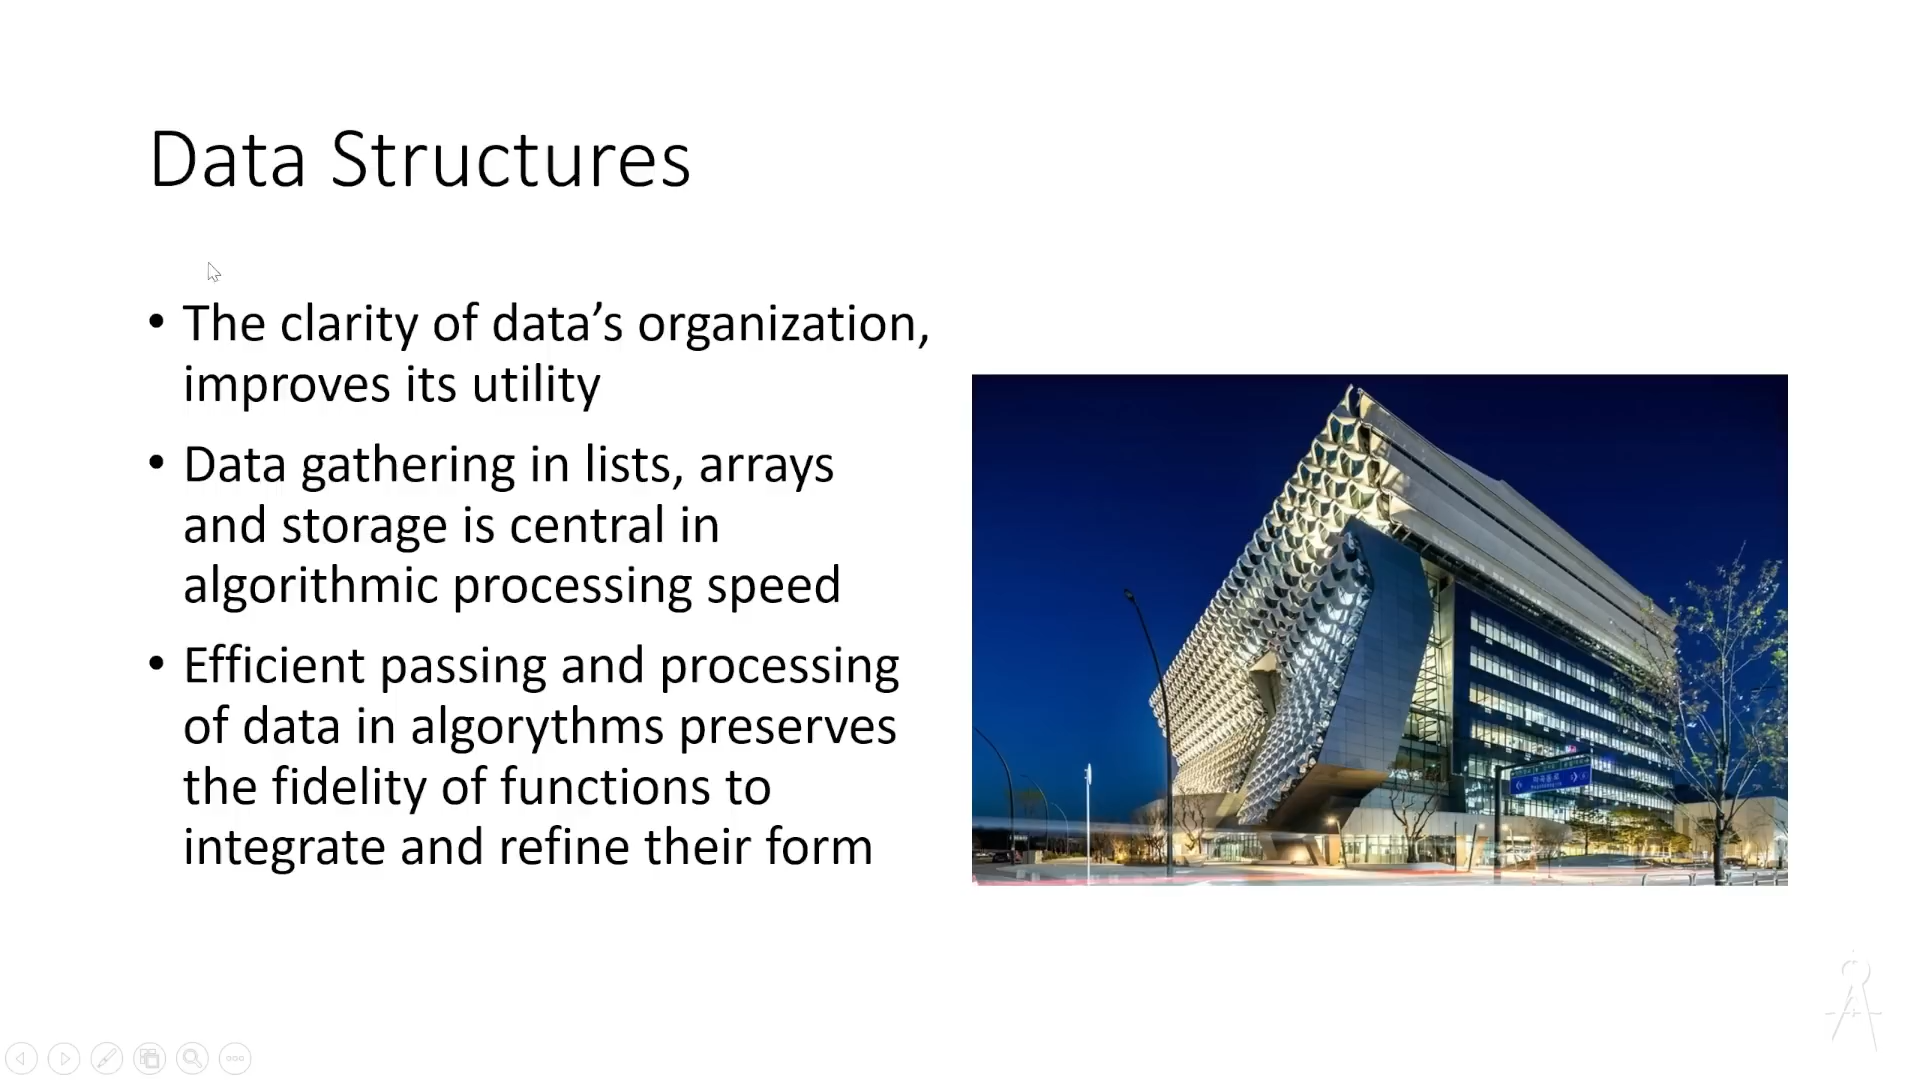 Data Structures
• The clarity of data’s organization,
improves its utility
• Data gathering in lists, arrays
and storage is central in
algorithmic processing speed
• Efficient passing and processing
of data in algorythms preserves
the fidelity of functions to
integrate and refine their form